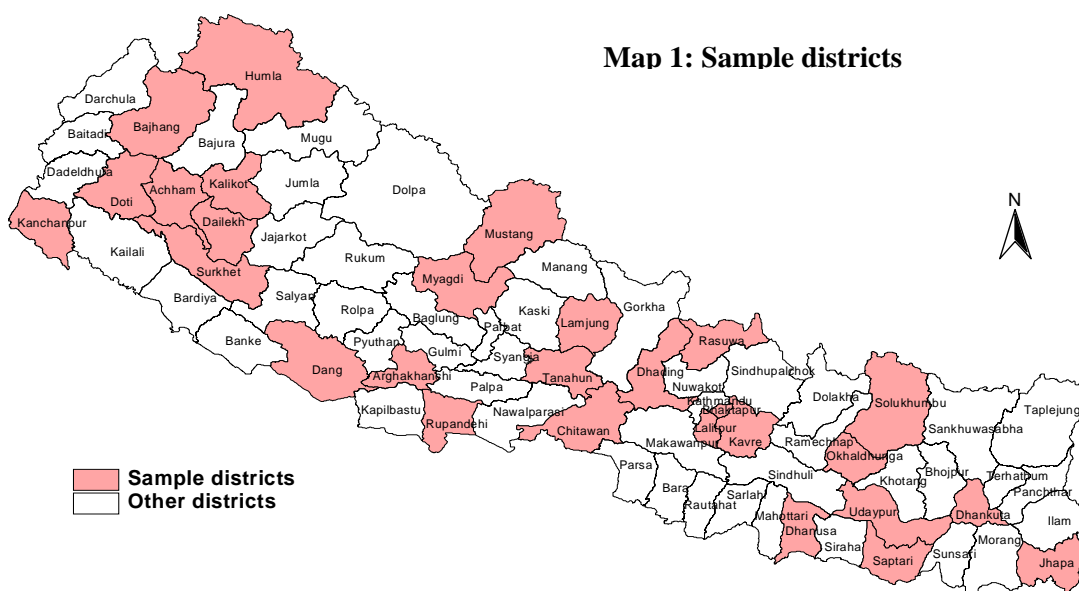 Map 1: Sample districts
Humla
Darchula
Bajhang
Baitadi
Bajura
Mugu
Dadeldhura
Achham
Kalikot
Jumla
Dolpa
Doti
Kanchanpur
Dailekh
Jajarkot
Mustang
Kailali
Rukum
Manang
Surkhet
Myagdi
Bardiya
Salyan
Kaski
Gorkha
Rolpa
Baglung
Parbat
Lamjung
Banke
Pyuthan
Gulmi
Syangja
Rasuwa
Dang
Arghakhanshi
Tanahun
Dhading
Sindhupalchok
Palpa
Nuwakot
Kapilbastu
Nawalparasi
Kathmandu
Bhaktapur
Dolakha
Solukhumbu
Taplejung
Rupandehi
Chitawan
Lalitpur
Sankhuwasabha
Makawanpur
Kavre
Ramechhap
Okhaldhunga
Parsa
Sindhuli
Khotang
Bhojpur
Terhathum
Panchthar
Bara
Rautahat
Sarlahi
Mahottari
Dhanusa
Udaypur
Dhankuta
Ilam
Siraha
Saptari
Sunsari
Morang
Jhapa
N
Sample districts
Other districts